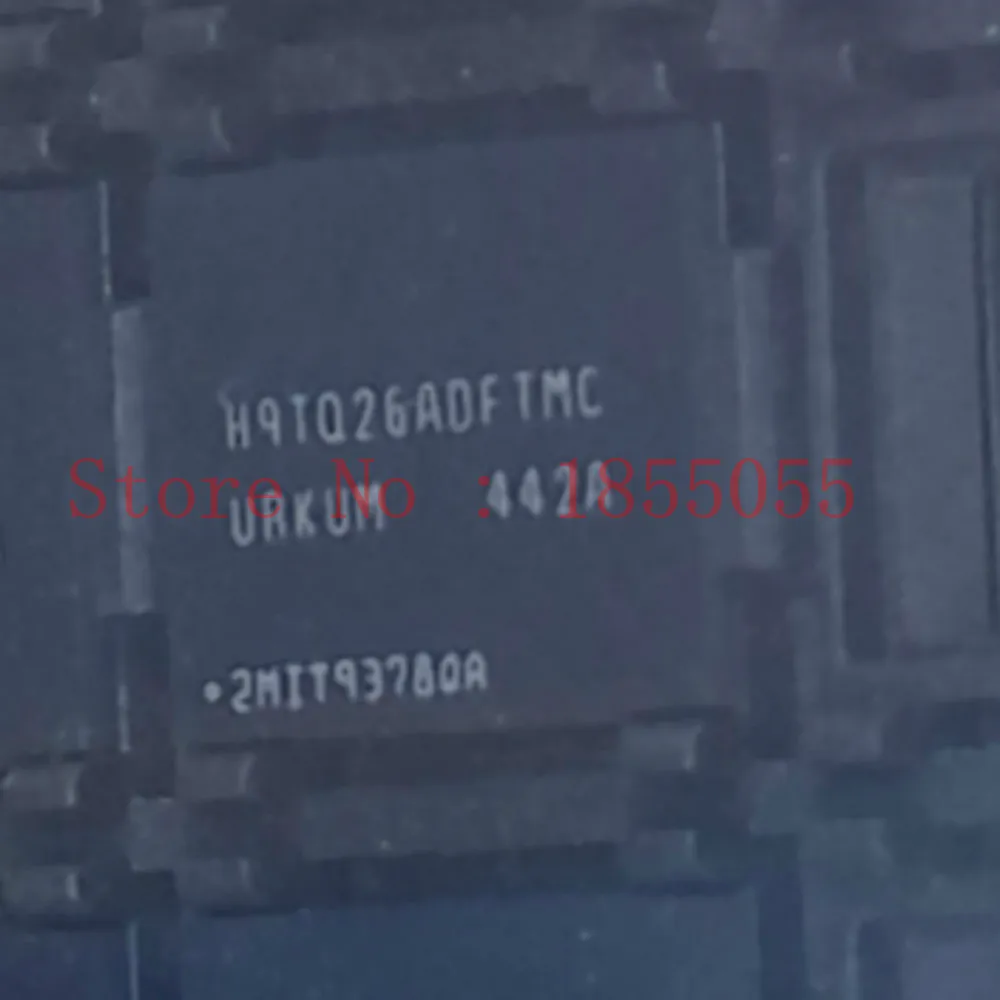 H9TQ26ADFTMC
URKUM 442A
Store No : 1855055
•2MIT93780A